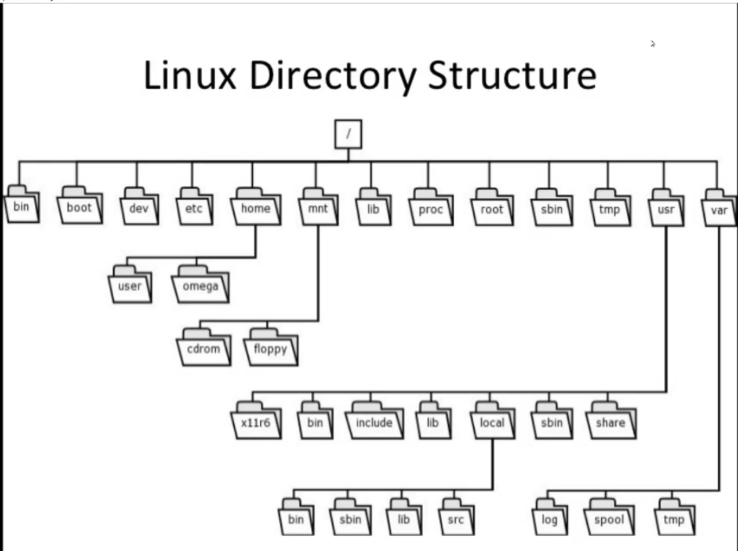 Linux Directory Structure
/
bin boot dev etc home mnt lib proc root sbin tmp usr var
user omega
cdrom floppy
x11r6 bin include lib local sbin share
bin sbin lib src log spool tmp